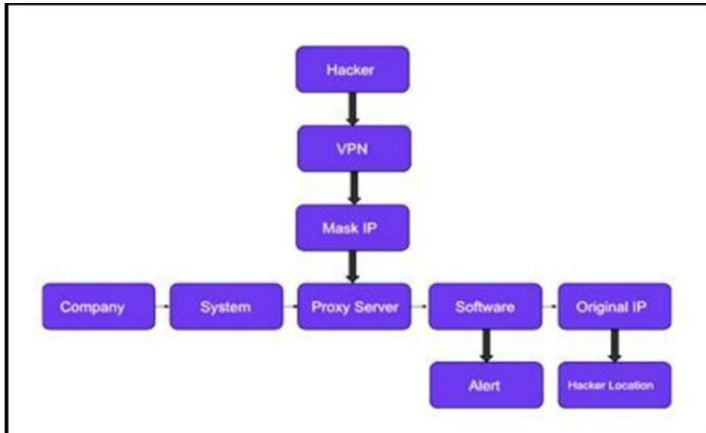 Hacker
VPN
Mask IP
Company
System
Proxy Server
Software
Original IP
Alert
Hacker Location